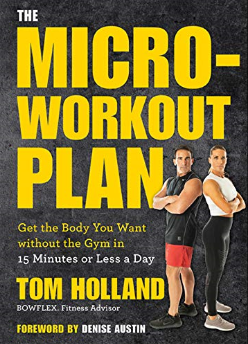 THE
MICRO-
WORKOUT
PLAN
Get the Body You Want
without the Gym in
15 Minutes or Less a Day
TOM HOLLAND
BOWFLEX, Fitness Advisor
FOREWORD BY DENISE AUSTIN